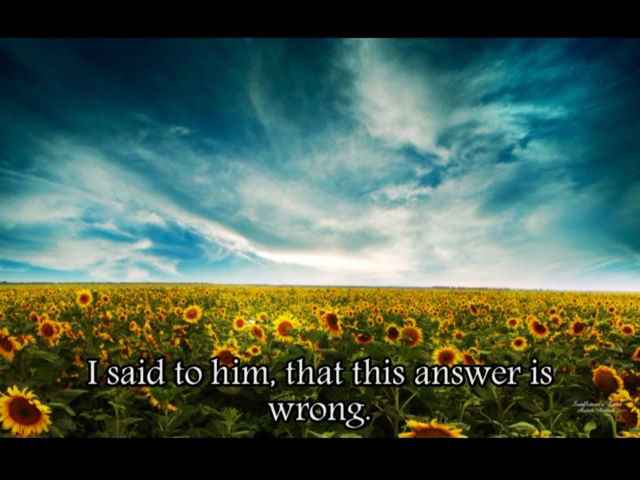 I said to him, that this answer is
wrong.